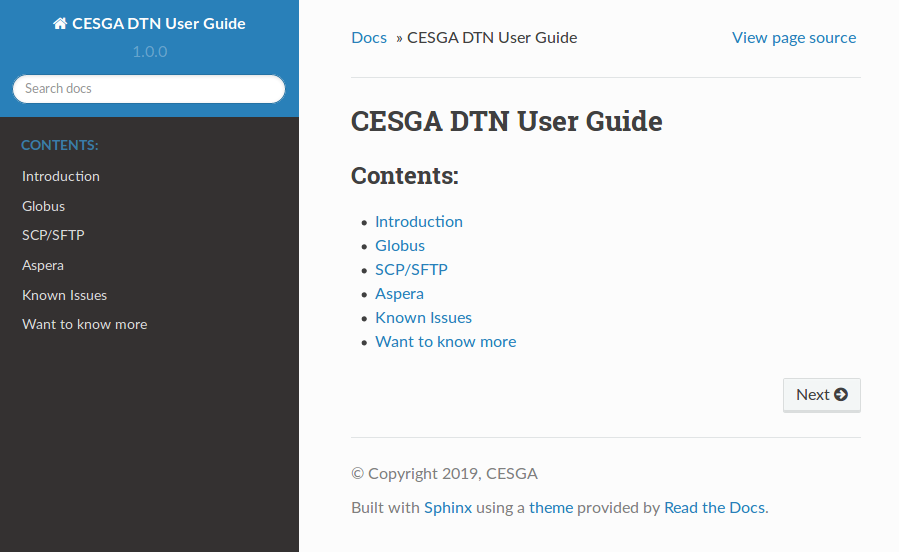 CESGA DTN User Guide
1.0.0
Search docs
CONTENTS:
Introduction
Globus
SCP/SFTP
Aspera
Known Issues
Want to know more
Docs » CESGA DTN User Guide
View page source
CESGA DTN User Guide
Contents:
Introduction
Globus
SCP/SFTP
Aspera
Known Issues
Want to know more
Next
© Copyright 2019, CESGA
Built with Sphinx using a theme provided by Read the Docs.